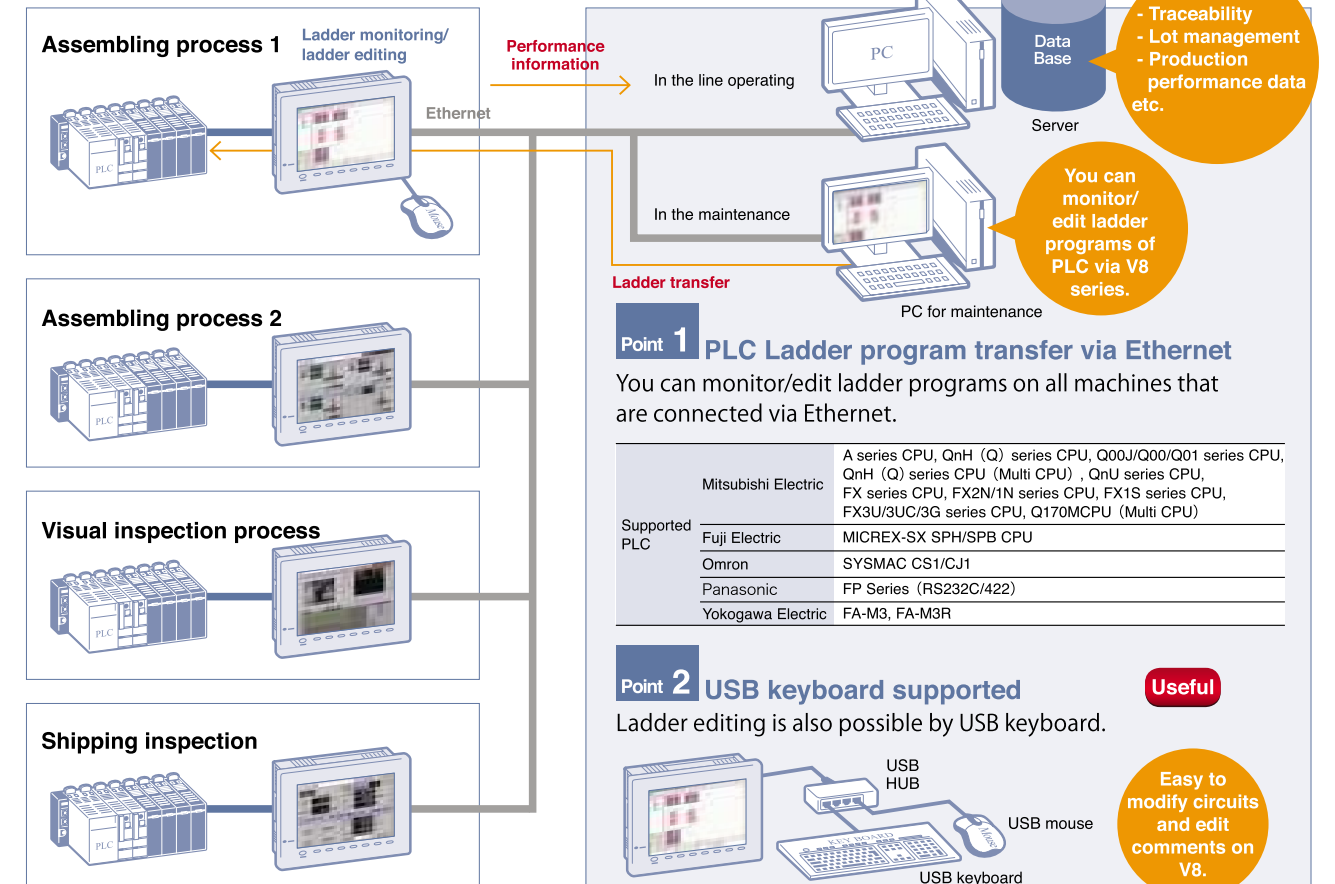 Assembling process 1
Ladder monitoring/
ladder editing
PLC
Mouse
Ethernet
Performance
information
In the line operating
PC
Data
Base
Server
- Traceability
- Lot management
- Production
performance data
etc.
In the maintenance
You can
monitor/
edit ladder
programs of
PLC via V8
series.
Ladder transfer
PC for maintenance
Assembling process 2
PLC
Visual inspection process
PLC
Shipping inspection
PLC
Point 1 PLC Ladder program transfer via Ethernet
You can monitor/edit ladder programs on all machines that
are connected via Ethernet.
Supported
PLC
Mitsubishi Electric
A series CPU, QnH（Q）series CPU, Q00J/Q00/Q01 series CPU,
QnH（Q）series CPU（Multi CPU）, QnU series CPU,
FX series CPU, FX2N/1N series CPU, FX1S series CPU,
FX3U/3UC/3G series CPU, Q170MCPU（Multi CPU）
Fuji Electric MICREX-SX SPH/SPB CPU
Omron SYSMAC CS1/CJ1
Panasonic FP Series（RS232C/422）
Yokogawa Electric FA-M3, FA-M3R
Point 2 USB keyboard supported
Useful
Ladder editing is also possible by USB keyboard.
USB
HUB
KEY BOARD
Mouse
USB mouse
USB keyboard
Easy to
modify circuits
and edit
comments on
V8.